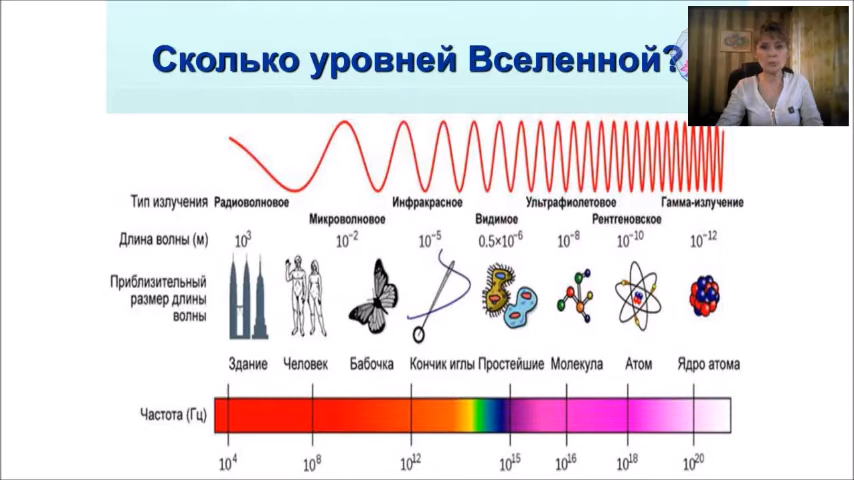 Сколько уровней Вселенной?
Тип излучения Радиоволновое Инфракрасное Ультрафиолетовое Гамма-излучение
Микроволновое Видимое Рентгеновское
Длина волны (м) 10³ 10⁻² 10⁻⁵ 0.5×10⁻⁶ 10⁻⁸ 10⁻¹⁰ 10⁻¹²
Приблизительный
размер длины
волны
Здание Человек Бабочка Кончик иглы Простейшие Молекула Атом Ядро атома
Частота (Гц)
10⁴ 10⁸ 10¹² 10¹⁵ 10¹⁶ 10¹⁸ 10²⁰